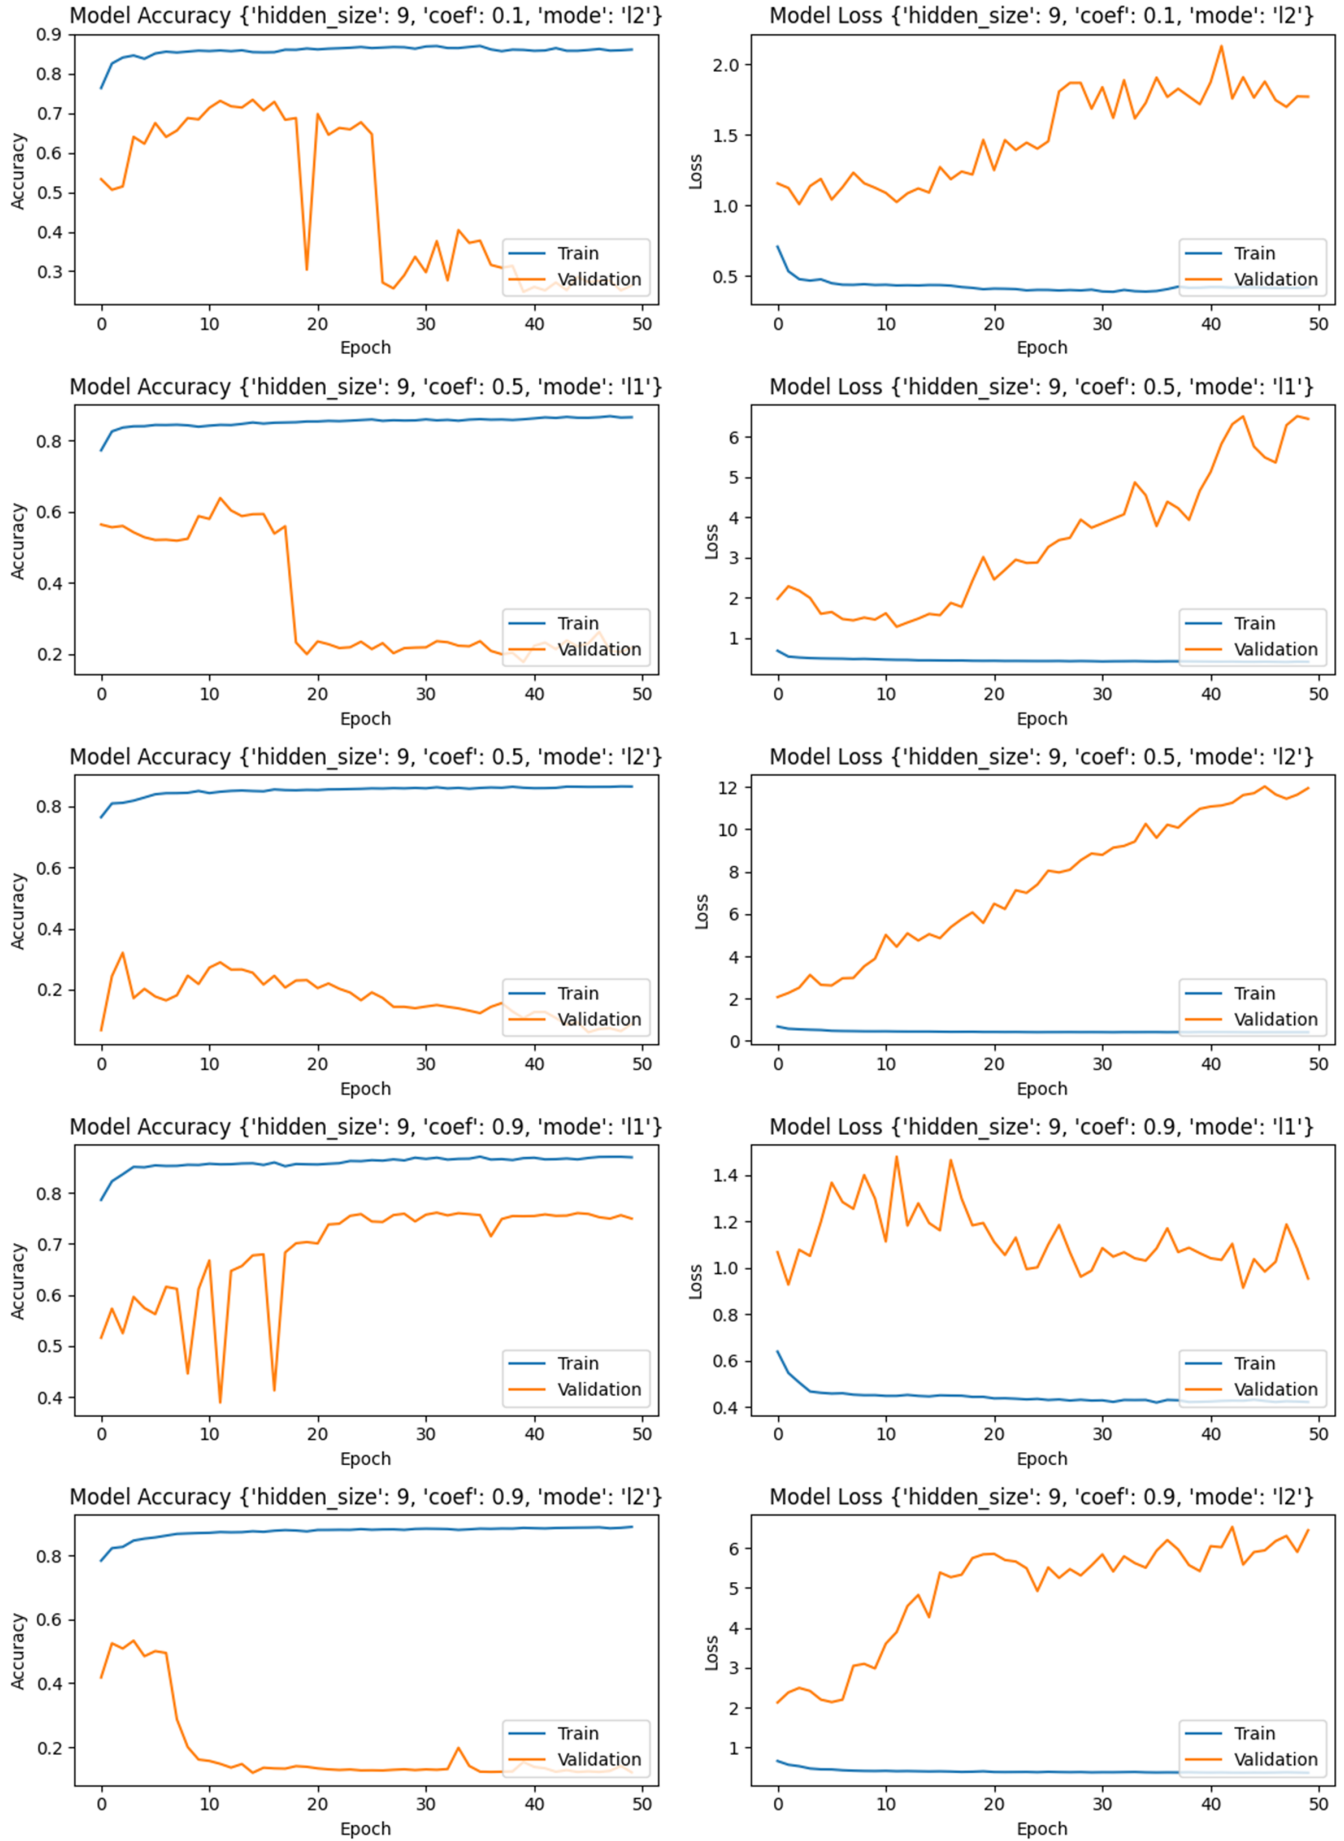 Model Accuracy {'hidden_size': 9, 'coef': 0.1, 'mode': 'l2'}
0.9
0.8
0.7
0.6
0.5
0.4
0.3
Accuracy
Train
Validation
0 10 20 30 40 50
Epoch
Model Loss {'hidden_size': 9, 'coef': 0.1, 'mode': 'l2'}
2.0
1.5
1.0
0.5
Loss
Train
Validation
0 10 20 30 40 50
Epoch
Model Accuracy {'hidden_size': 9, 'coef': 0.5, 'mode': 'l1'}
0.8
0.6
0.4
0.2
Accuracy
Train
Validation
0 10 20 30 40 50
Epoch
Model Loss {'hidden_size': 9, 'coef': 0.5, 'mode': 'l1'}
6
5
4
3
2
1
Loss
Train
Validation
0 10 20 30 40 50
Epoch
Model Accuracy {'hidden_size': 9, 'coef': 0.5, 'mode': 'l2'}
0.8
0.6
0.4
0.2
Accuracy
Train
Validation
0 10 20 30 40 50
Epoch
Model Loss {'hidden_size': 9, 'coef': 0.5, 'mode': 'l2'}
12
10
8
6
4
2
0
Loss
Train
Validation
0 10 20 30 40 50
Epoch
Model Accuracy {'hidden_size': 9, 'coef': 0.9, 'mode': 'l1'}
0.8
0.7
0.6
0.5
0.4
Accuracy
Train
Validation
0 10 20 30 40 50
Epoch
Model Loss {'hidden_size': 9, 'coef': 0.9, 'mode': 'l1'}
1.4
1.2
1.0
0.8
0.6
0.4
Loss
Train
Validation
0 10 20 30 40 50
Epoch
Model Accuracy {'hidden_size': 9, 'coef': 0.9, 'mode': 'l2'}
0.8
0.6
0.4
0.2
Accuracy
Train
Validation
0 10 20 30 40 50
Epoch
Model Loss {'hidden_size': 9, 'coef': 0.9, 'mode': 'l2'}
6
5
4
3
2
1
Loss
Train
Validation
0 10 20 30 40 50
Epoch